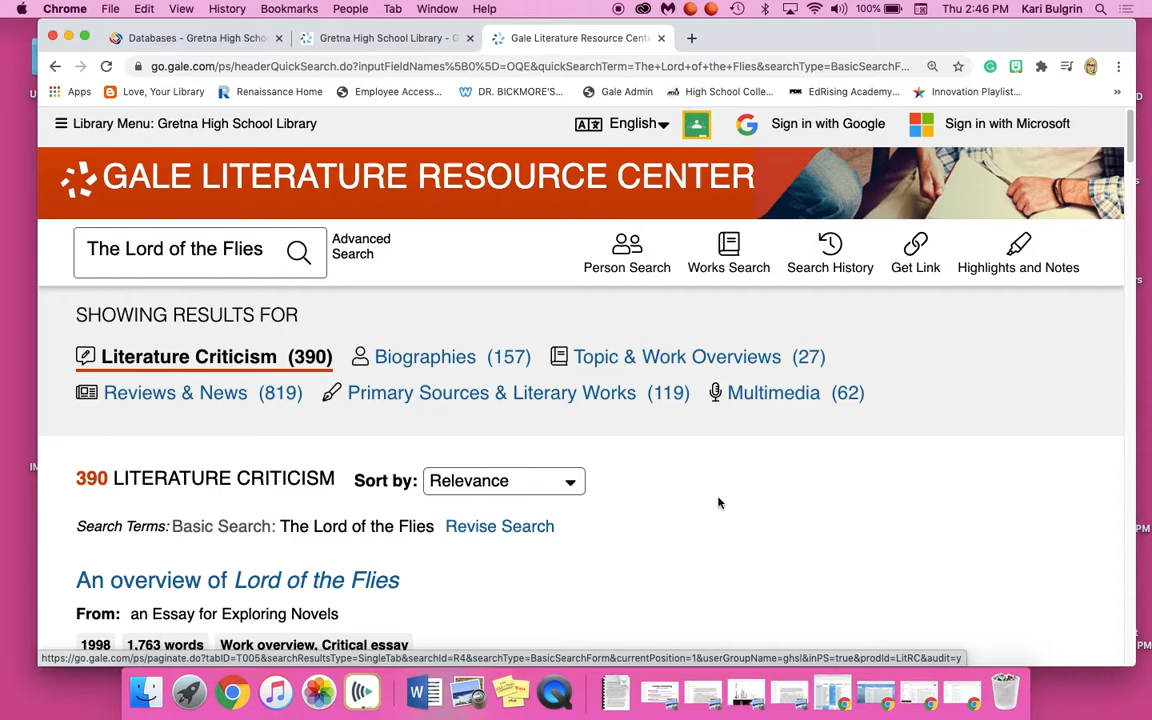 Chrome File Edit View History Bookmarks People Tab Window Help 100% Thu 2:46 PM Kari Bulgrin
Databases - Gretna High Scho Gretna High School Library - G Gale Literature Resource Cent
go.gale.com/ps/headerQuickSearch.do?inputFieldNames%5B0%5D=OQE&quickSearchTerm=The+Lord+of+the+Flies&searchType=BasicSearchF...
Apps Love, Your Library Renaissance Home Employee Access... DR. BICKMORE'S... Gale Admin High School Colle... EdRising Academy... Innovation Playlist... »
Library Menu: Gretna High School Library English Sign in with Google Sign in with Microsoft
GALE LITERATURE RESOURCE CENTER
The Lord of the Flies Advanced Search Person Search Works Search Search History Get Link Highlights and Notes
SHOWING RESULTS FOR
Literature Criticism (390) Biographies (157) Topic & Work Overviews (27)
Reviews & News (819) Primary Sources & Literary Works (119) Multimedia (62)
390 LITERATURE CRITICISM Sort by: Relevance
Search Terms: Basic Search: The Lord of the Flies Revise Search
An overview of Lord of the Flies
From: an Essay for Exploring Novels
1998 1,763 words Work overview, Critical essay
https://go.gale.com/ps/paginate.do?tabID=T005&searchResultsType=SingleTab&searchId=R4&searchType=BasicSearchForm&currentPosition=1&userGroupName=ghsl&inPS=true&prodId=LitRC&audit=y